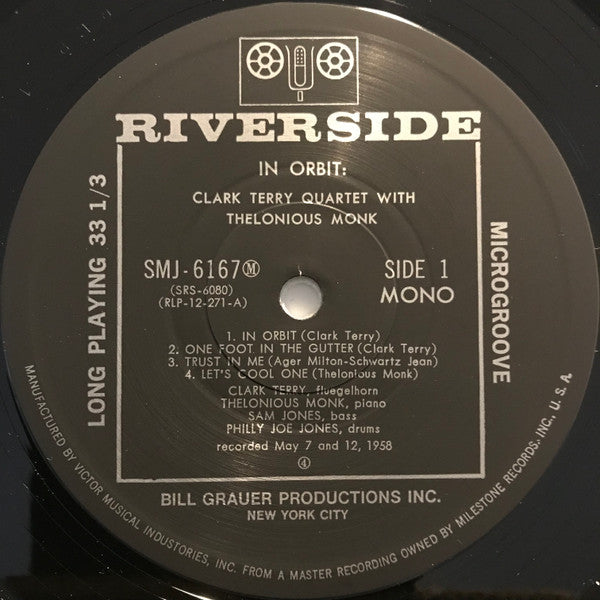 RIVERSIDE
IN ORBIT:
CLARK TERRY QUARTET WITH
THELONIOUS MONK
LONG PLAYING 33 1/3
MICROGROOVE
SMJ-6167Ⓜ
(SRS-6080)
(RLP-12-271-A)
SIDE 1
MONO
1. IN ORBIT (Clark Terry)
2. ONE FOOT IN THE GUTTER (Clark Terry)
3. TRUST IN ME (Ager Milton-Schwartz Jean)
4. LET'S COOL ONE (Thelonious Monk)
CLARK TERRY, fluegelhorn
THELONIOUS MONK, piano
SAM JONES, bass
PHILLY JOE JONES, drums
recorded May 7 and 12, 1958
④
BILL GRAUER PRODUCTIONS INC.
NEW YORK CITY
MANUFACTURED BY VICTOR MUSICAL INDUSTORIES, INC. FROM A MASTER RECORDING OWNED BY MILESTONE RECORDS, INC., U. S. A.